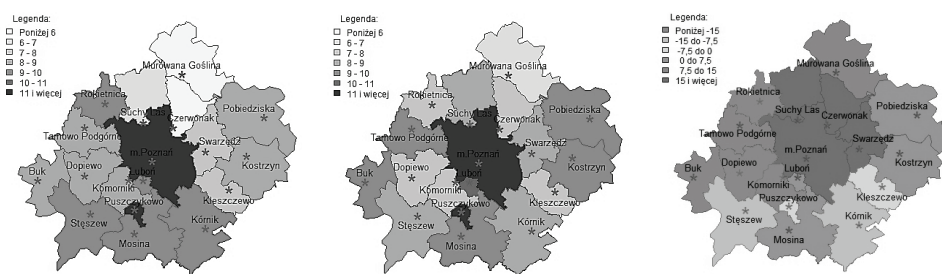 Legenda:
Poniżej 6
6 - 7
7 - 8
8 - 9
9 - 10
10 - 11
11 i więcej
Murowana Goślina
Rokietnica
Suchy Las
Czerwonak
Pobiedziska
Tarnowo Podgórne
Swarzędz
m.Poznań
Buk
Dopiewo
Luboń
Kostrzyn
Komorniki
Puszczykowo
Kleszczewo
Stęszew
Kórnik
Mosina
Legenda:
Poniżej 6
6 - 7
7 - 8
8 - 9
9 - 10
10 - 11
11 i więcej
Murowana Goślina
Rokietnica
Suchy Las
Czerwonak
Pobiedziska
Tarnowo Podgórne
Swarzędz
m.Poznań
Buk
Dopiewo
Luboń
Kostrzyn
Komorniki
Puszczykowo
Kleszczewo
Stęszew
Kórnik
Mosina
Legenda:
Poniżej -15
-15 do -7,5
-7,5 do 0
0 do 7,5
7,5 do 15
15 i więcej
Murowana Goślina
Rokietnica
Suchy Las
Czerwonak
Pobiedziska
Tarnowo Podgórne
Swarzędz
m.Poznań
Buk
Dopiewo
Luboń
Kostrzyn
Komorniki
Puszczykowo
Kleszczewo
Stęszew
Kórnik
Mosina